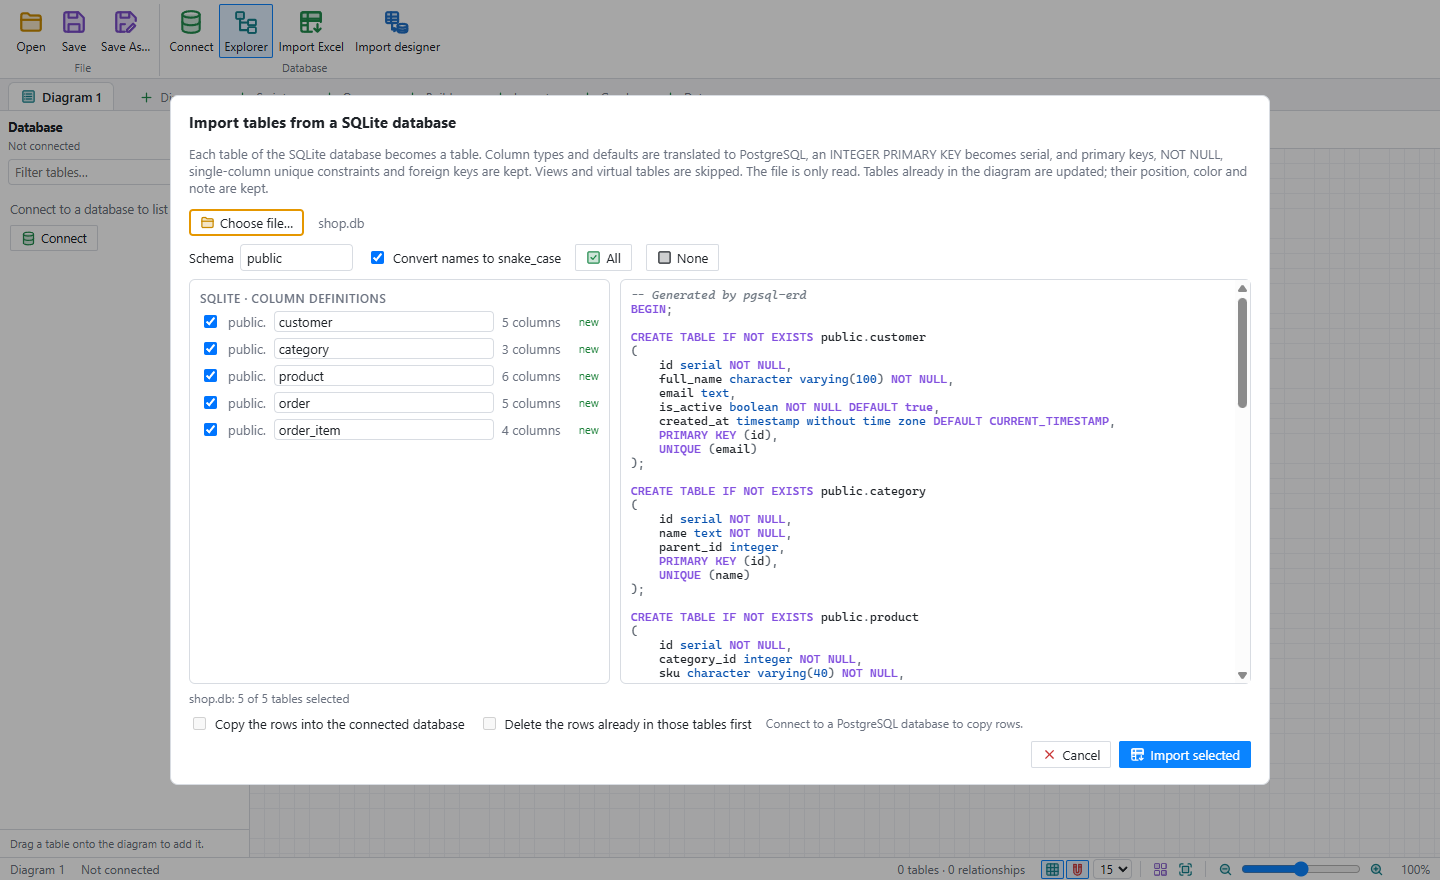 Open
Save
Save As...
Connect
Explorer
Import Excel
Import designer
File
Database
Diagram 1
Database
Not connected
Filter tables...
Connect to a database to list
Connect
Import tables from a SQLite database
Each table of the SQLite database becomes a table. Column types and defaults are translated to PostgreSQL, an INTEGER PRIMARY KEY becomes serial, and primary keys, NOT NULL,
single-column unique constraints and foreign keys are kept. Views and virtual tables are skipped. The file is only read. Tables already in the diagram are updated; their position, color and
note are kept.
Choose file... shop.db
Schema public Convert names to snake_case All None
SQLITE · COLUMN DEFINITIONS
public. customer 5 columns new
public. category 3 columns new
public. product 6 columns new
public. order 5 columns new
public. order_item 4 columns new
-- Generated by pgsql-erd
BEGIN;
CREATE TABLE IF NOT EXISTS public.customer
(
id serial NOT NULL,
full_name character varying(100) NOT NULL,
email text,
is_active boolean NOT NULL DEFAULT true,
created_at timestamp without time zone DEFAULT CURRENT_TIMESTAMP,
PRIMARY KEY (id),
UNIQUE (email)
);
CREATE TABLE IF NOT EXISTS public.category
(
id serial NOT NULL,
name text NOT NULL,
parent_id integer,
PRIMARY KEY (id),
UNIQUE (name)
);
CREATE TABLE IF NOT EXISTS public.product
(
id serial NOT NULL,
category_id integer NOT NULL,
sku character varying(40) NOT NULL,
shop.db: 5 of 5 tables selected
Copy the rows into the connected database Delete the rows already in those tables first Connect to a PostgreSQL database to copy rows.
Cancel Import selected
Drag a table onto the diagram to add it.
Diagram 1 Not connected 0 tables · 0 relationships 15 100%